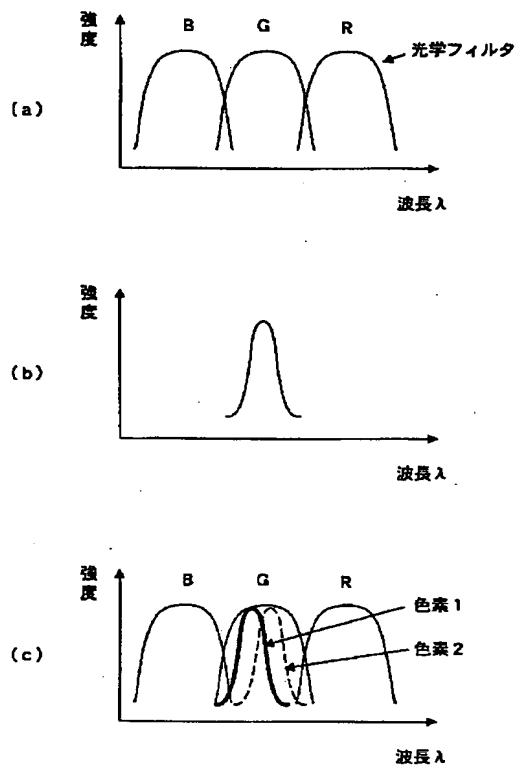 強度
B G R
光学フィルタ
(a)
波長λ
強度
(b)
波長λ
強度
B G R
色素1
色素2
(c)
波長λ